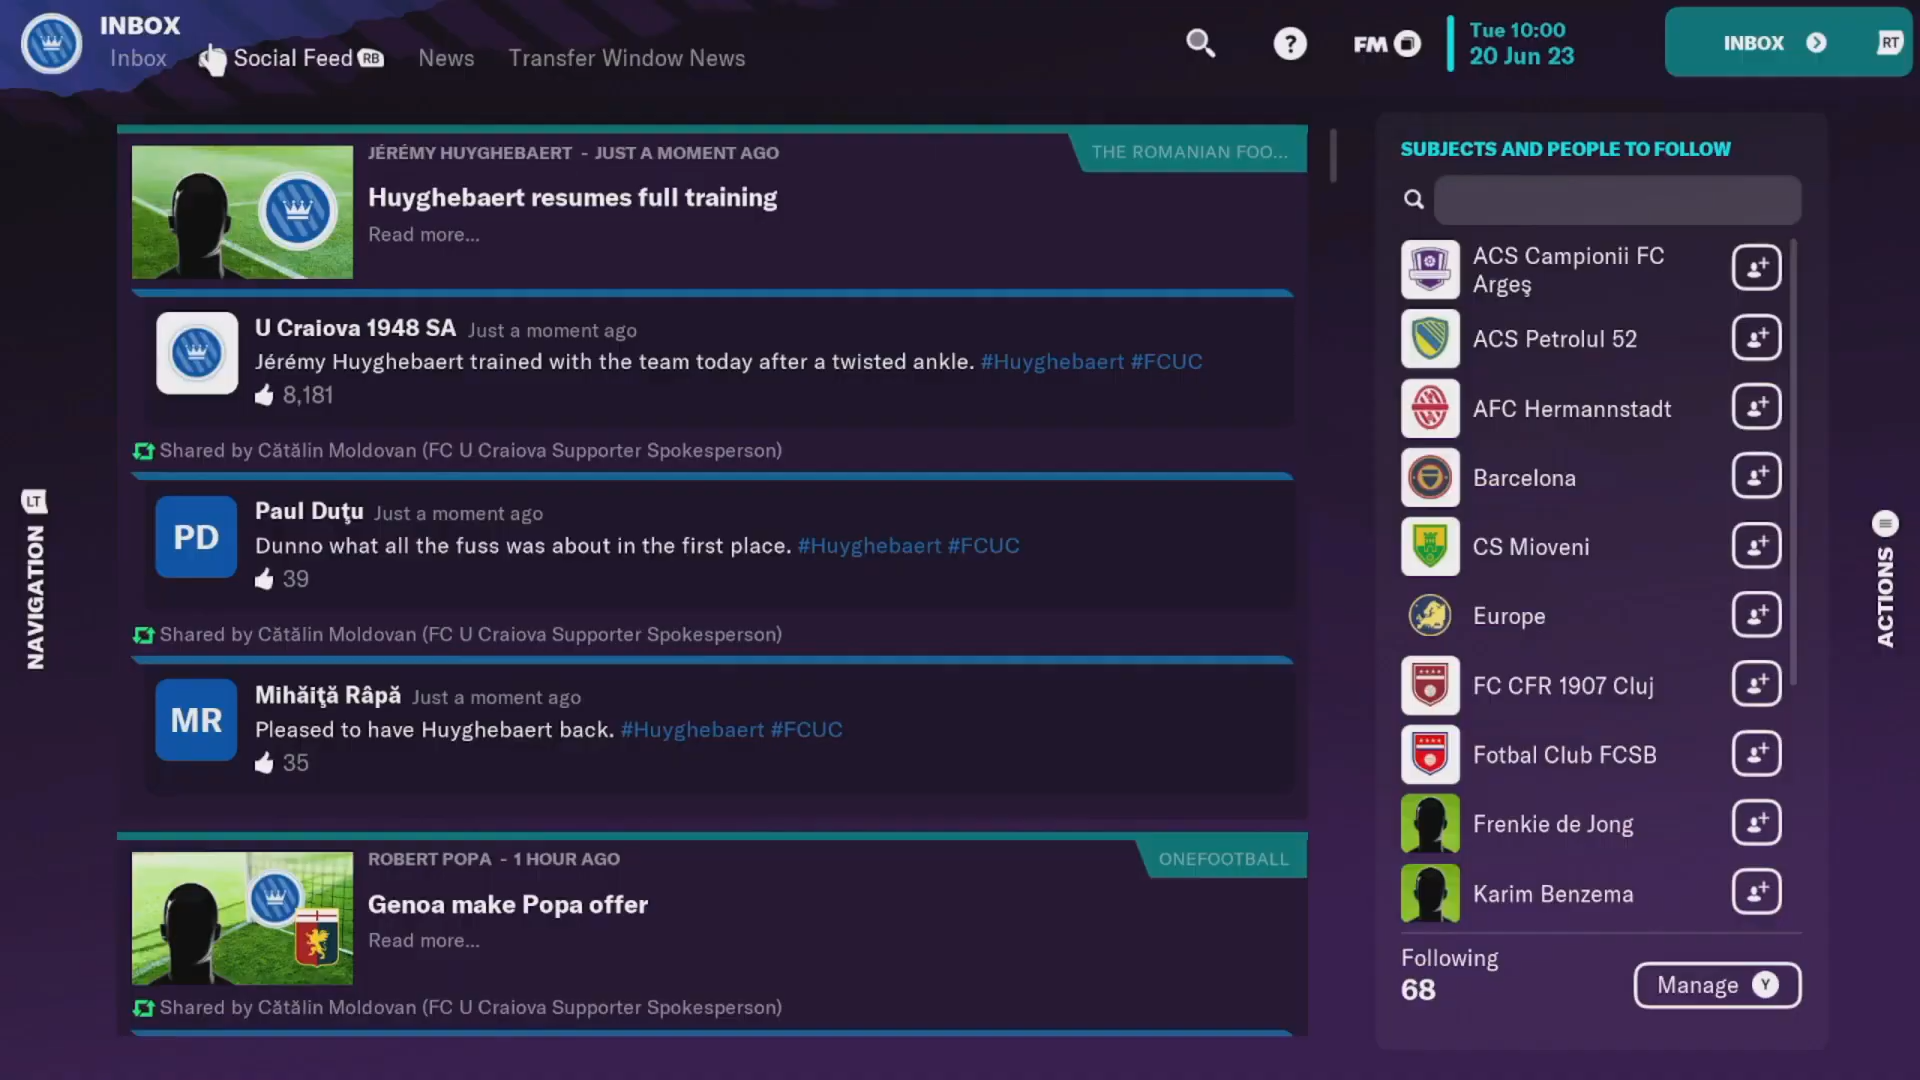 INBOX
Inbox
Social Feed RB
News
Transfer Window News
?
FM
Tue 10:00
20 Jun 23
INBOX
RT
JÉRÉMY HUYGHEBAERT - JUST A MOMENT AGO
THE ROMANIAN FOO...
Huyghebaert resumes full training
Read more...
U Craiova 1948 SA Just a moment ago
Jérémy Huyghebaert trained with the team today after a twisted ankle. #Huyghebaert #FCUC
8,181
Shared by Cătălin Moldovan (FC U Craiova Supporter Spokesperson)
PD
Paul Duţu Just a moment ago
Dunno what all the fuss was about in the first place. #Huyghebaert #FCUC
39
Shared by Cătălin Moldovan (FC U Craiova Supporter Spokesperson)
MR
Mihăiţă Râpă Just a moment ago
Pleased to have Huyghebaert back. #Huyghebaert #FCUC
35
ROBERT POPA - 1 HOUR AGO
ONEFOOTBALL
Genoa make Popa offer
Read more...
Shared by Cătălin Moldovan (FC U Craiova Supporter Spokesperson)
SUBJECTS AND PEOPLE TO FOLLOW
ACS Campionii FC
Argeş
ACS Petrolul 52
AFC Hermannstadt
Barcelona
CS Mioveni
Europe
FC CFR 1907 Cluj
Fotbal Club FCSB
Frenkie de Jong
Karim Benzema
Following
68
Manage Y
LT
NAVIGATION
ACTIONS